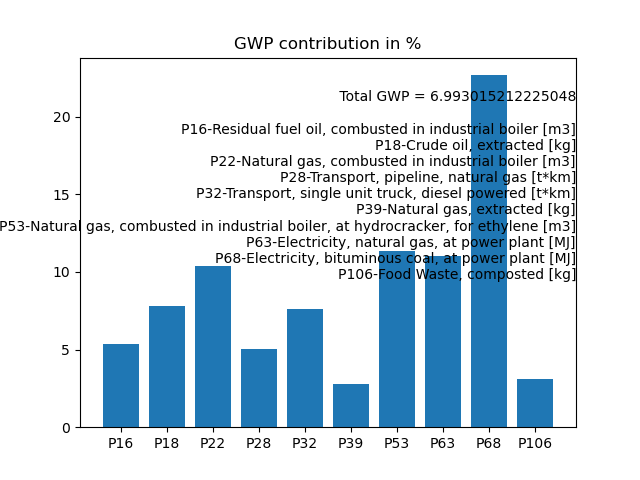 GWP contribution in %
Total GWP = 6.993015212225048
P16-Residual fuel oil, combusted in industrial boiler [m3]
P18-Crude oil, extracted [kg]
P22-Natural gas, combusted in industrial boiler [m3]
P28-Transport, pipeline, natural gas [t*km]
P32-Transport, single unit truck, diesel powered [t*km]
P39-Natural gas, extracted [kg]
P53-Natural gas, combusted in industrial boiler, at hydrocracker, for ethylene [m3]
P63-Electricity, natural gas, at power plant [MJ]
P68-Electricity, bituminous coal, at power plant [MJ]
P106-Food Waste, composted [kg]
20
15
10
5
0
P16 P18 P22 P28 P32 P39 P53 P63 P68 P106